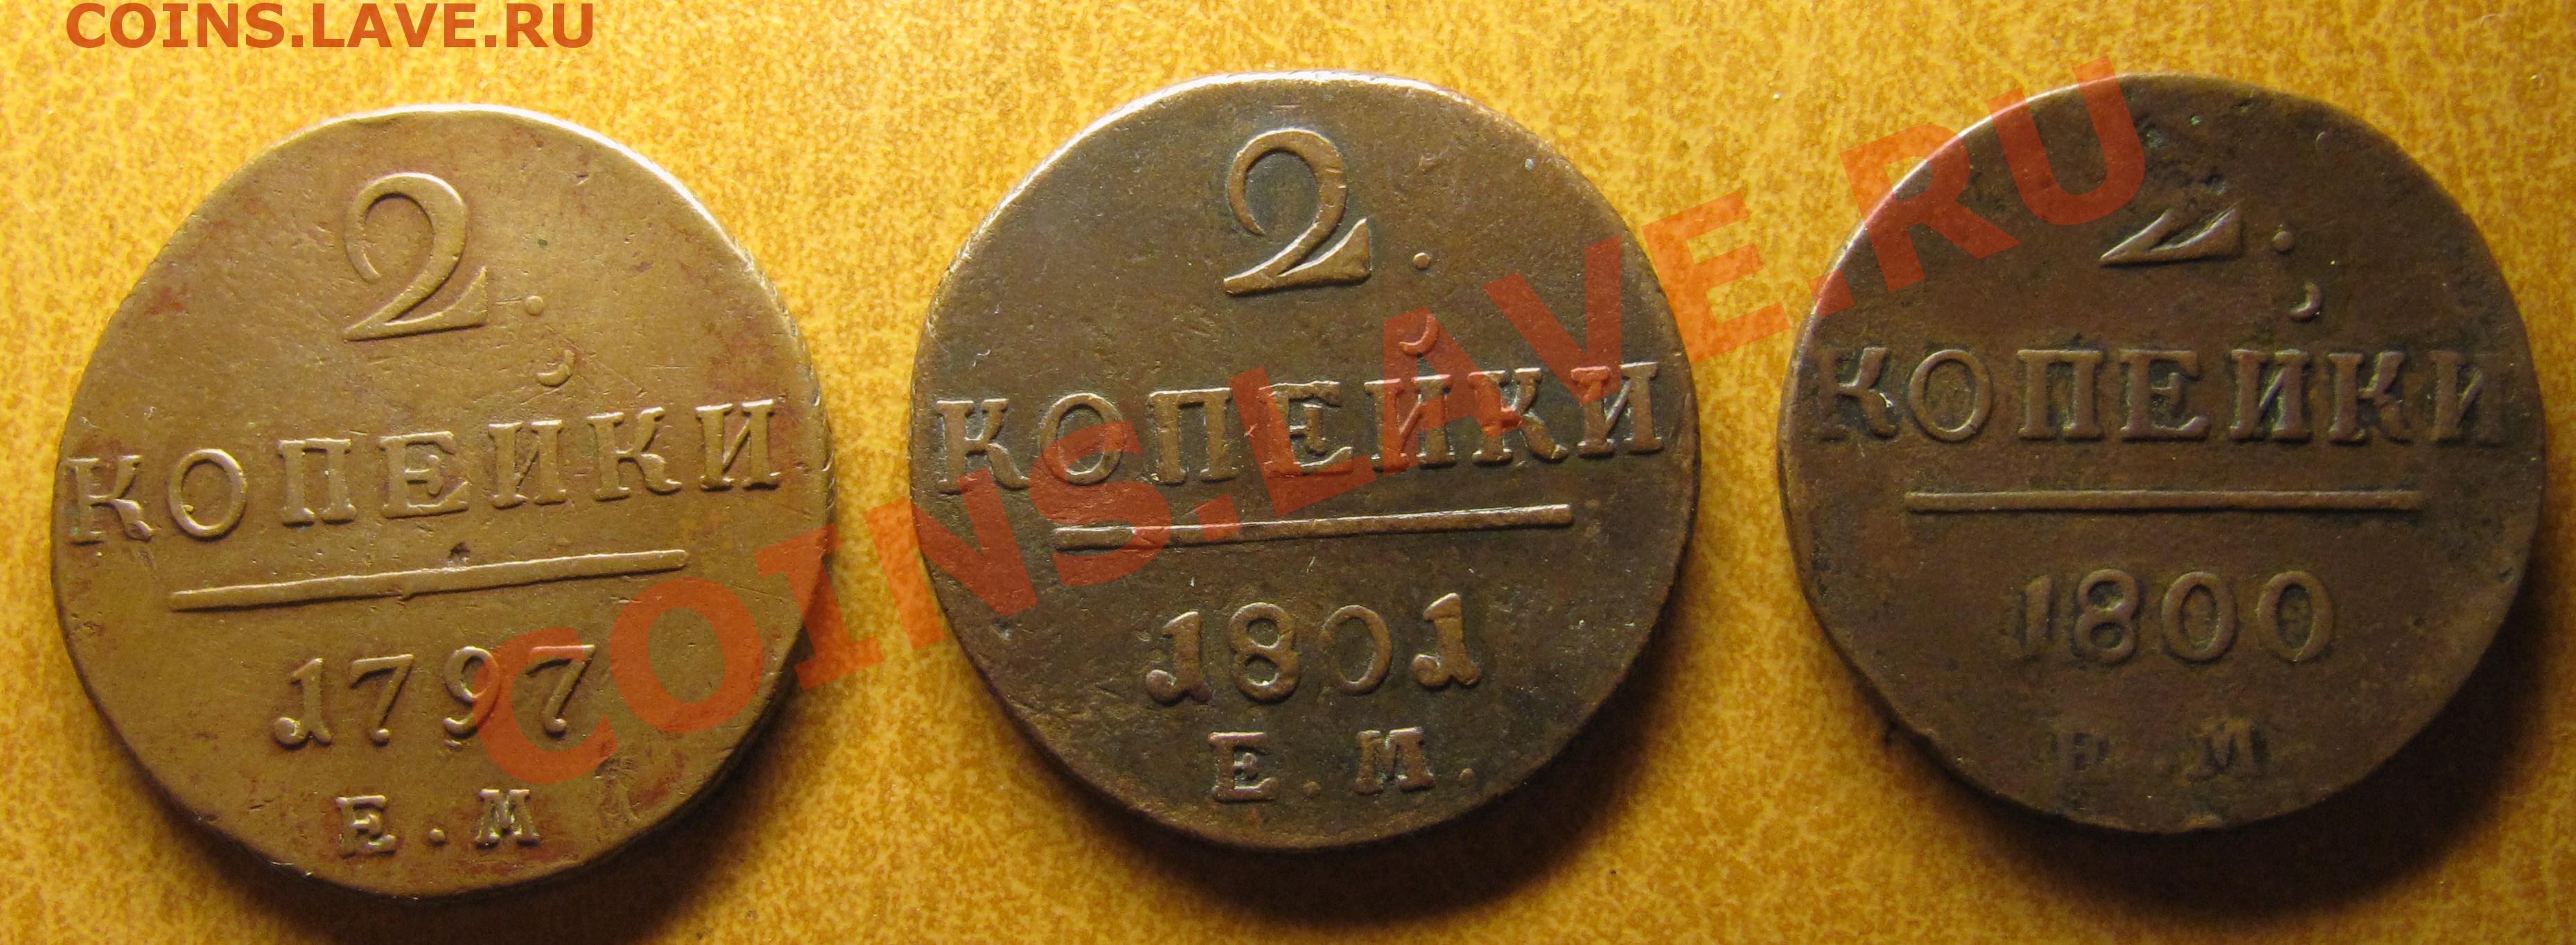 COINS.LAVE.RU
2.
КОПЕЙКИ
1797
Е.М
2.
КОПЕЙКИ
1801
Е.М.
2.
КОПЕЙКИ
1800
Е.М
COINS.LAVE.RU